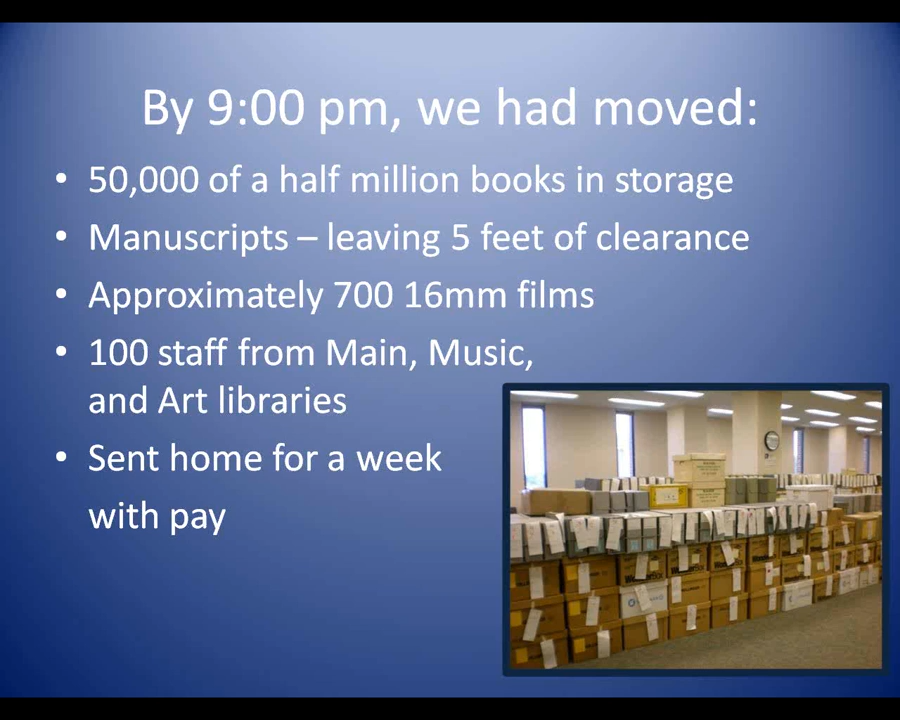 By 9:00 pm, we had moved:
• 50,000 of a half million books in storage
• Manuscripts – leaving 5 feet of clearance
• Approximately 700 16mm films
• 100 staff from Main, Music,
and Art libraries
• Sent home for a week
with pay